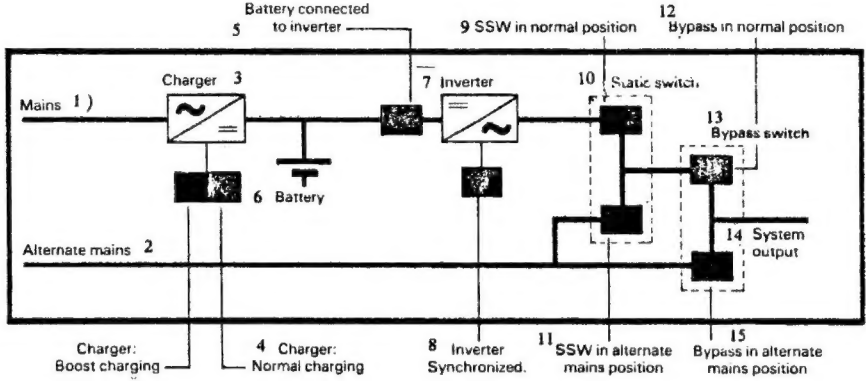 Battery connected
to inverter
5
9 SSW in normal position
12
Bypass in normal position
Charger 3
7 Inverter
10 Static switch
Mains 1 )
13
Bypass switch
6
Battery
Alternate mains 2
14 System
output
Charger:
Boost charging
4 Charger:
Normal charging
8 Inverter
Synchronized.
11 SSW in alternate
mains position
15
Bypass in alternate
mains position